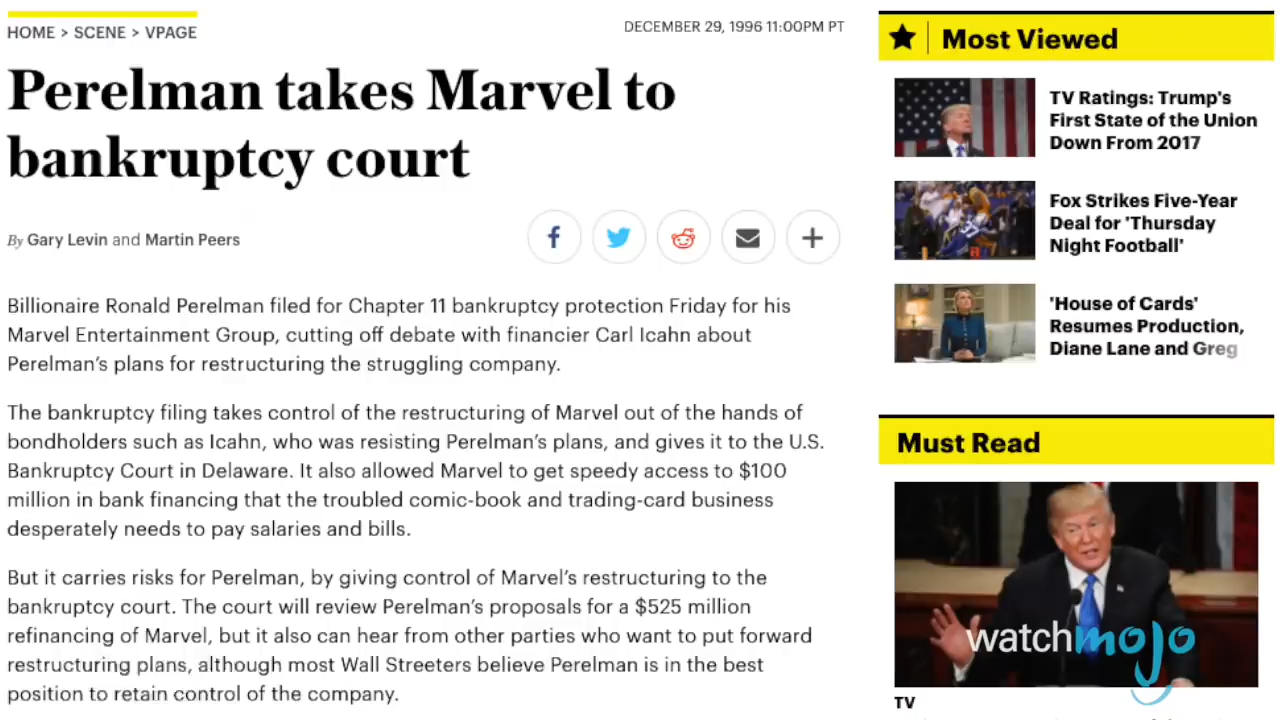 HOME > SCENE > VPAGE
DECEMBER 29, 1996 11:00PM PT
Perelman takes Marvel to
bankruptcy court
By Gary Levin and Martin Peers
Billionaire Ronald Perelman filed for Chapter 11 bankruptcy protection Friday for his
Marvel Entertainment Group, cutting off debate with financier Carl Icahn about
Perelman's plans for restructuring the struggling company.
The bankruptcy filing takes control of the restructuring of Marvel out of the hands of
bondholders such as Icahn, who was resisting Perelman's plans, and gives it to the U.S.
Bankruptcy Court in Delaware. It also allowed Marvel to get speedy access to $100
million in bank financing that the troubled comic-book and trading-card business
desperately needs to pay salaries and bills.
But it carries risks for Perelman, by giving control of Marvel's restructuring to the
bankruptcy court. The court will review Perelman's proposals for a $525 million
refinancing of Marvel, but it also can hear from other parties who want to put forward
restructuring plans, although most Wall Streeters believe Perelman is in the best
position to retain control of the company.
Most Viewed
TV Ratings: Trump's
First State of the Union
Down From 2017
Fox Strikes Five-Year
Deal for 'Thursday
Night Football'
'House of Cards'
Resumes Production,
Diane Lane and Greg
Must Read
watchmojo
TV